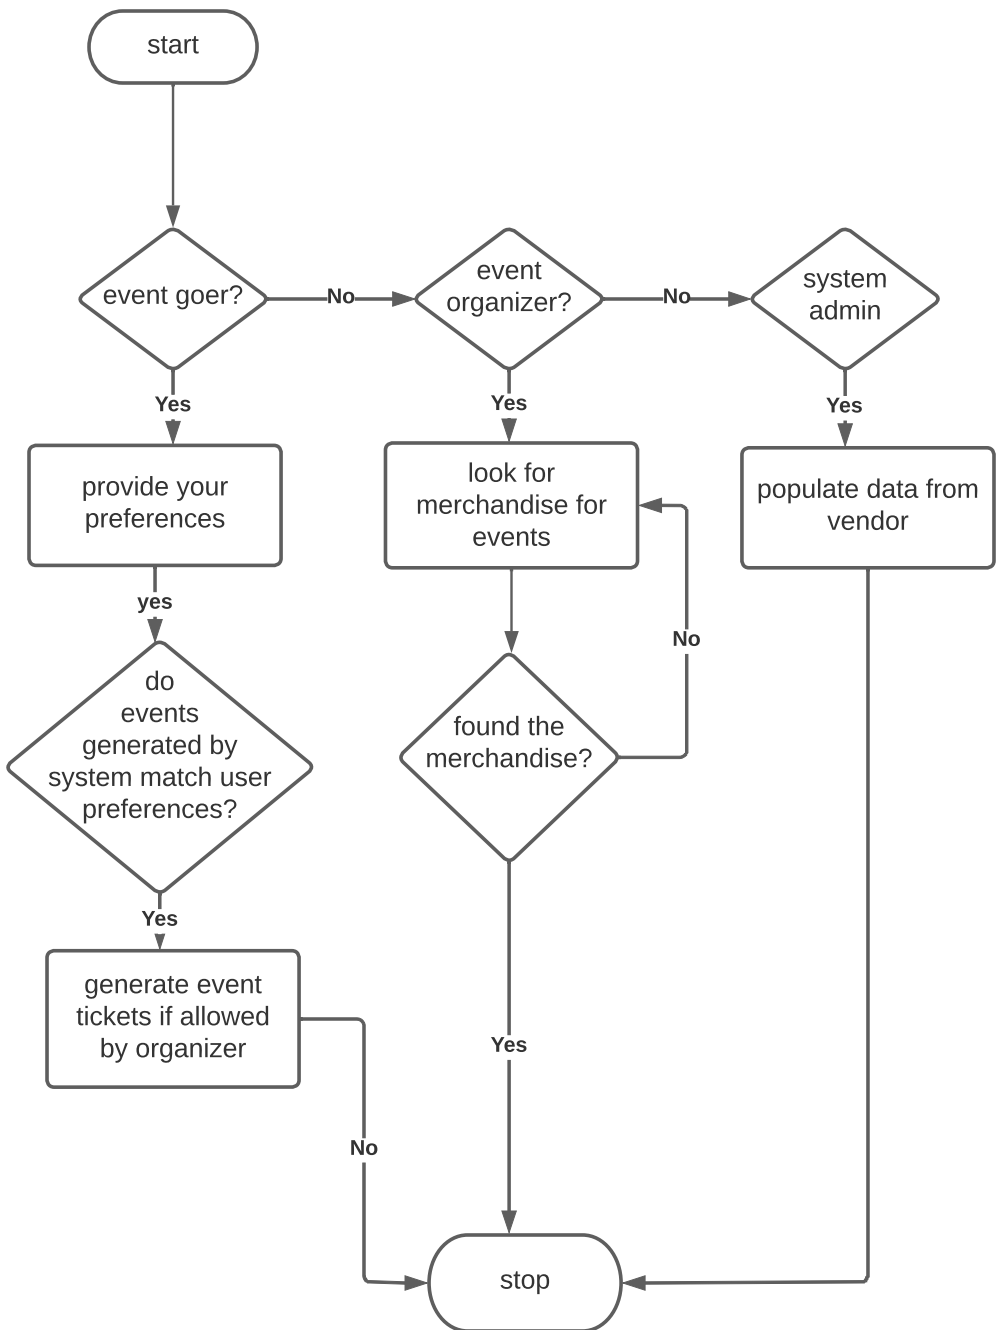 start
event goer?
No
event
organizer?
No
system
admin
Yes
Yes
Yes
provide your
preferences
look for
merchandise for
events
populate data from
vendor
yes
No
do
events
generated by
system match user
preferences?
found the
merchandise?
Yes
generate event
tickets if allowed
by organizer
Yes
No
stop